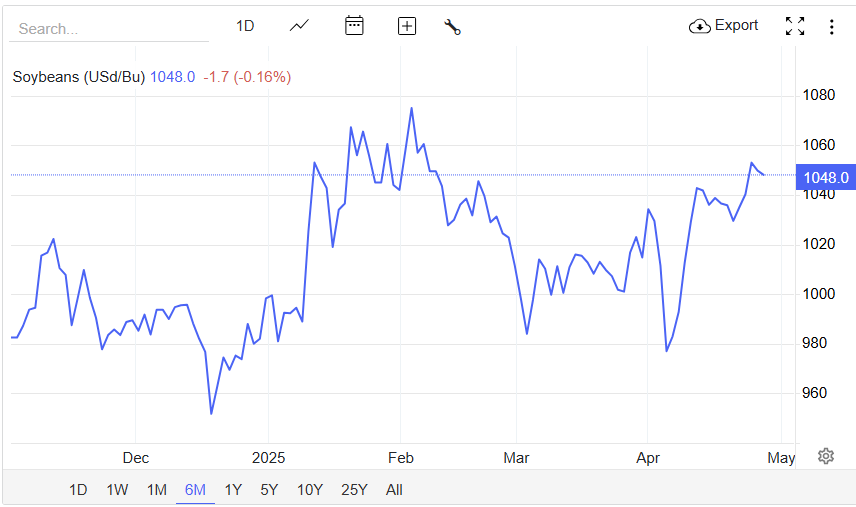 Search... 1D Export
Soybeans (USd/Bu) 1048.0 -1.7 (-0.16%)
1080
1060
1048.0
1040
1020
1000
980
960
Dec 2025 Feb Mar Apr May
1D 1W 1M 6M 1Y 5Y 10Y 25Y All